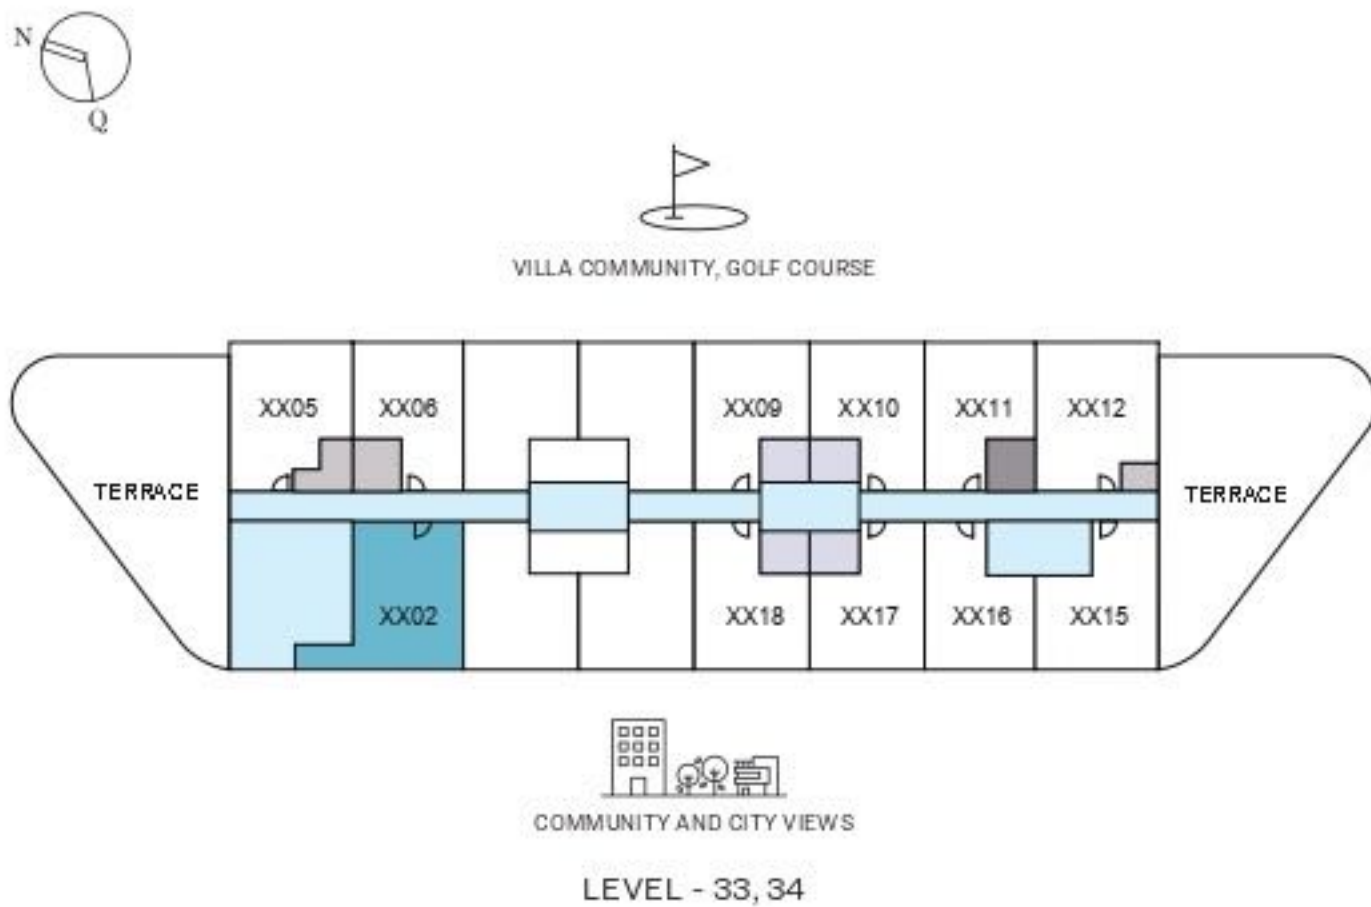 N
Q
VILLA COMMUNITY, GOLF COURSE
XX05 XX06 XX09 XX10 XX11 XX12
TERRACE TERRACE
XX02 XX18 XX17 XX16 XX15
COMMUNITY AND CITY VIEWS
LEVEL - 33, 34